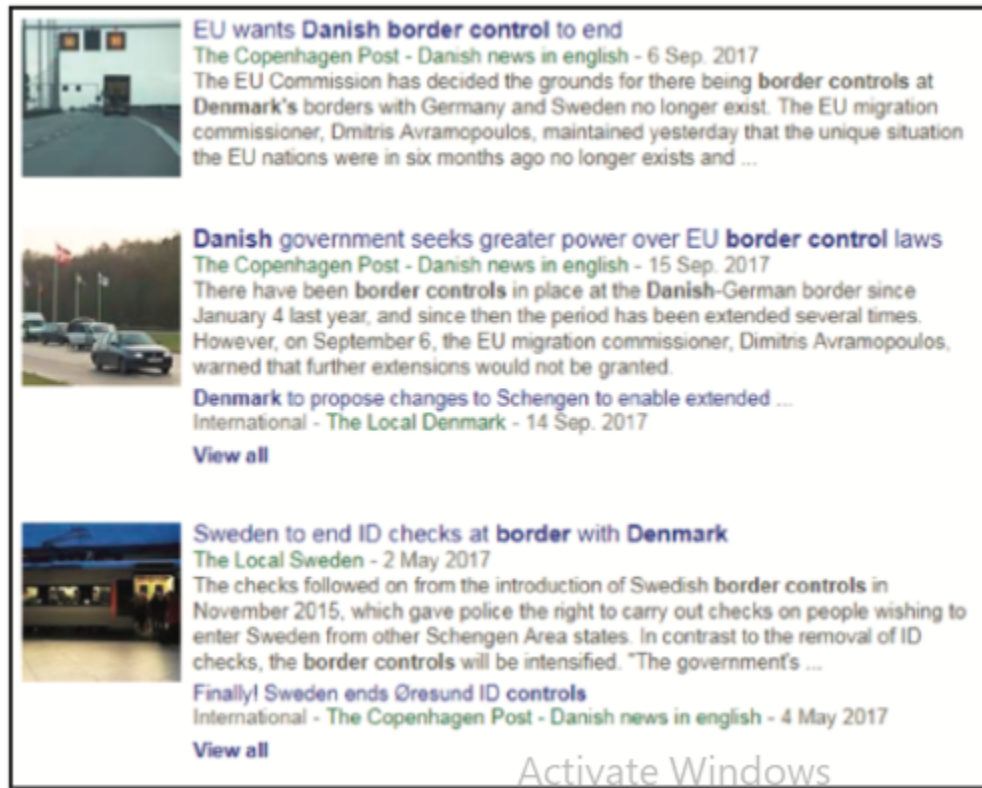 EU wants Danish border control to end
The Copenhagen Post - Danish news in english - 6 Sep. 2017
The EU Commission has decided the grounds for there being border controls at
Denmark's borders with Germany and Sweden no longer exist. The EU migration
commissioner, Dmitris Avramopoulos, maintained yesterday that the unique situation
the EU nations were in six months ago no longer exists and ...
Danish government seeks greater power over EU border control laws
The Copenhagen Post - Danish news in english - 15 Sep. 2017
There have been border controls in place at the Danish-German border since
January 4 last year, and since then the period has been extended several times.
However, on September 6, the EU migration commissioner, Dimitris Avramopoulos,
warned that further extensions would not be granted.
Denmark to propose changes to Schengen to enable extended ...
International - The Local Denmark - 14 Sep. 2017
View all
Sweden to end ID checks at border with Denmark
The Local Sweden - 2 May 2017
The checks followed on from the introduction of Swedish border controls in
November 2015, which gave police the right to carry out checks on people wishing to
enter Sweden from other Schengen Area states. In contrast to the removal of ID
checks, the border controls will be intensified. "The government's ...
Finally! Sweden ends Øresund ID controls
International - The Copenhagen Post - Danish news in english - 4 May 2017
View all
Activate Windows